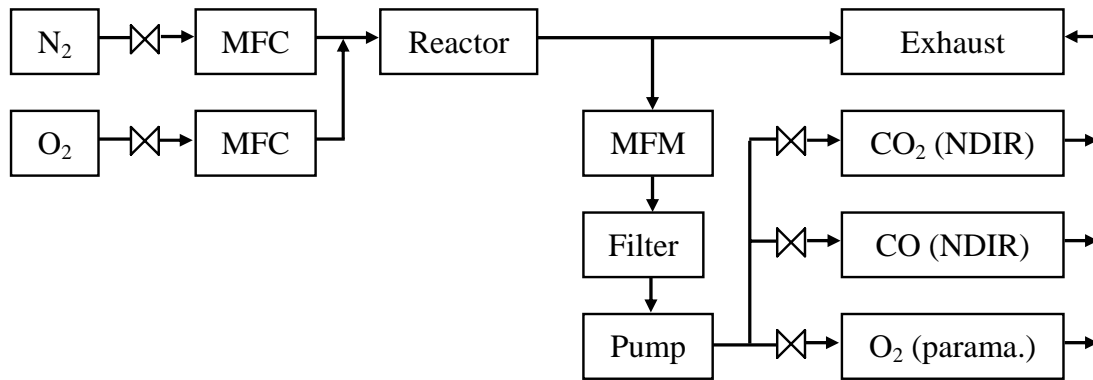 N₂
MFC
Reactor
Exhaust
O₂
MFC
MFM
CO₂ (NDIR)
Filter
CO (NDIR)
Pump
O₂ (parama.)